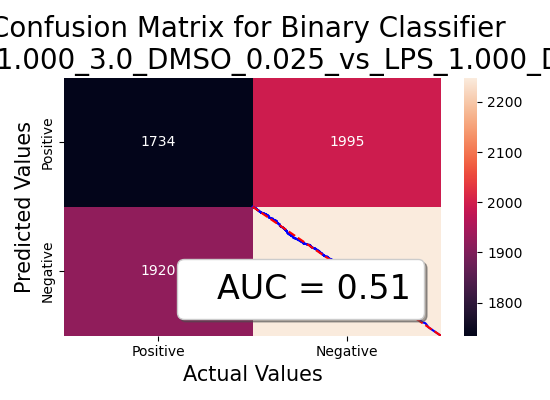 Confusion Matrix for Binary Classifier
1.000_3.0_DMSO_0.025_vs_LPS_1.000_D
Predicted Values
Positive
Negative
1734
1995
1920
AUC = 0.51
Positive
Negative
Actual Values
2200
2100
2000
1900
1800